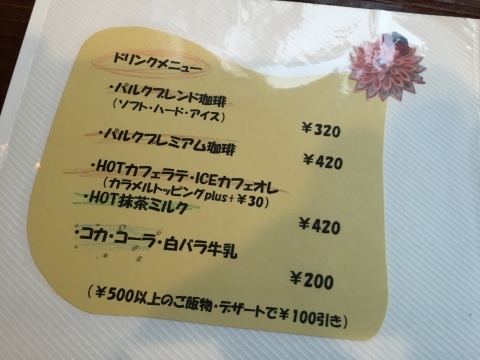 ドリンクメニュー
・パルクブレンド珈琲
(ソフト・ハード・アイス)
¥320
・パルクプレミアム珈琲
¥420
・HOTカフェラテ・ICEカフェオレ
(カラメルトッピングplus+¥30)
・HOT抹茶ミルク
¥420
・コカ・コーラ・白バラ牛乳
¥200
(¥500以上のご飯物・デザートで¥100引き)